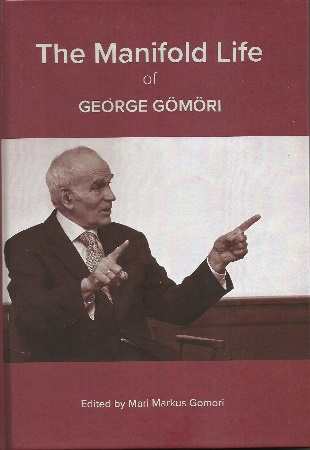 The Manifold Life
of
GEORGE GÖMÖRI
Edited by Mari Markus Gomori